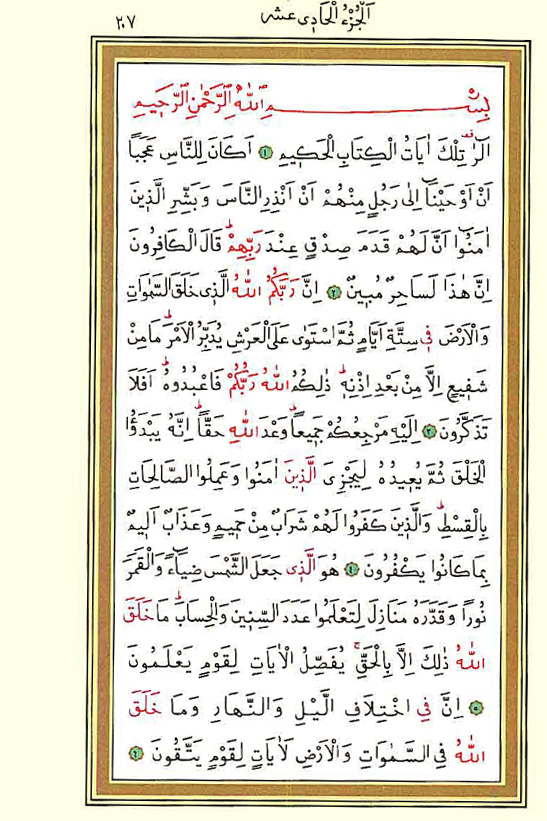 اَلْجُزْءُ الْحَادِي عَشَرَ
٢٠٧
بِسْمِ اللّٰهِ الرَّحْمٰنِ الرَّحِيمِ
الٓرٰ تِلْكَ اٰيَاتُ الْكِتَابِ الْحَكِيمِ ﴿١﴾ اَكَانَ لِلنَّاسِ عَجَبًا
اَنْ اَوْحَيْنَٓا اِلٰى رَجُلٍ مِنْهُمْ اَنْ اَنْذِرِ النَّاسَ وَبَشِّرِ الَّذِينَ
اٰمَنُٓوا اَنَّ لَهُمْ قَدَمَ صِدْقٍ عِنْدَ رَبِّهِمْۜ قَالَ الْكَافِرُونَ
اِنَّ هٰذَا لَسَاحِرٌ مُبِينٌ ﴿٢﴾ اِنَّ رَبَّكُمُ اللّٰهُ الَّذِي خَلَقَ السَّمٰوَاتِ
وَالْاَرْضَ فِي سِتَّةِ اَيَّامٍ ثُمَّ اسْتَوٰى عَلَى الْعَرْشِ يُدَبِّرُ الْاَمْرَۜ مَا مِنْ
شَفِيعٍ اِلَّا مِنْ بَعْدِ اِذْنِهِۜ ذٰلِكُمُ اللّٰهُ رَبُّكُمْ فَاعْبُدُوهُۜ اَفَلَا
تَذَكَّرُونَ ﴿٣﴾ اِلَيْهِ مَرْجِعُكُمْ جَمِيعًاۜ وَعْدَ اللّٰهِ حَقًّاۜ اِنَّهُ يَبْدَؤُا
الْخَلْقَ ثُمَّ يُعِيدُهُ لِيَجْزِيَ الَّذِينَ اٰمَنُوا وَعَمِلُوا الصَّالِحَاتِ
بِالْقِسْطِۜ وَالَّذِينَ كَفَرُوا لَهُمْ شَرَابٌ مِنْ حَمِيمٍ وَعَذَابٌ اَلِيمٌ
بِمَا كَانُوا يَكْفُرُونَ ﴿٤﴾ هُوَ الَّذِي جَعَلَ الشَّمْسَ ضِيَٓاءً وَالْقَمَرَ
نُورًا وَقَدَّرَهُ مَنَازِلَ لِتَعْلَمُوا عَدَدَ السِّنِينَ وَالْحِسَابَۜ مَا خَلَقَ
اللّٰهُ ذٰلِكَ اِلَّا بِالْحَقِّۚ يُفَصِّلُ الْاٰيَاتِ لِقَوْمٍ يَعْلَمُونَ
﴿٥﴾ اِنَّ فِي اخْتِلَافِ الَّيْلِ وَالنَّهَارِ وَمَا خَلَقَ
اللّٰهُ فِي السَّمٰوَاتِ وَالْاَرْضِ لَاٰيَاتٍ لِقَوْمٍ يَتَّقُونَ ﴿٦﴾